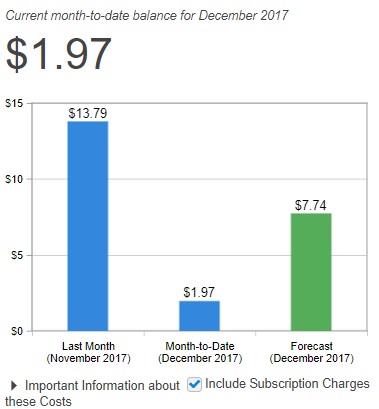 Current month-to-date balance for December 2017
$1.97
$15
$13.79
$10
$7.74
$5
$1.97
$0
Last Month Month-to-Date Forecast
(November 2017) (December 2017) (December 2017)
Important Information about Include Subscription Charges
these Costs